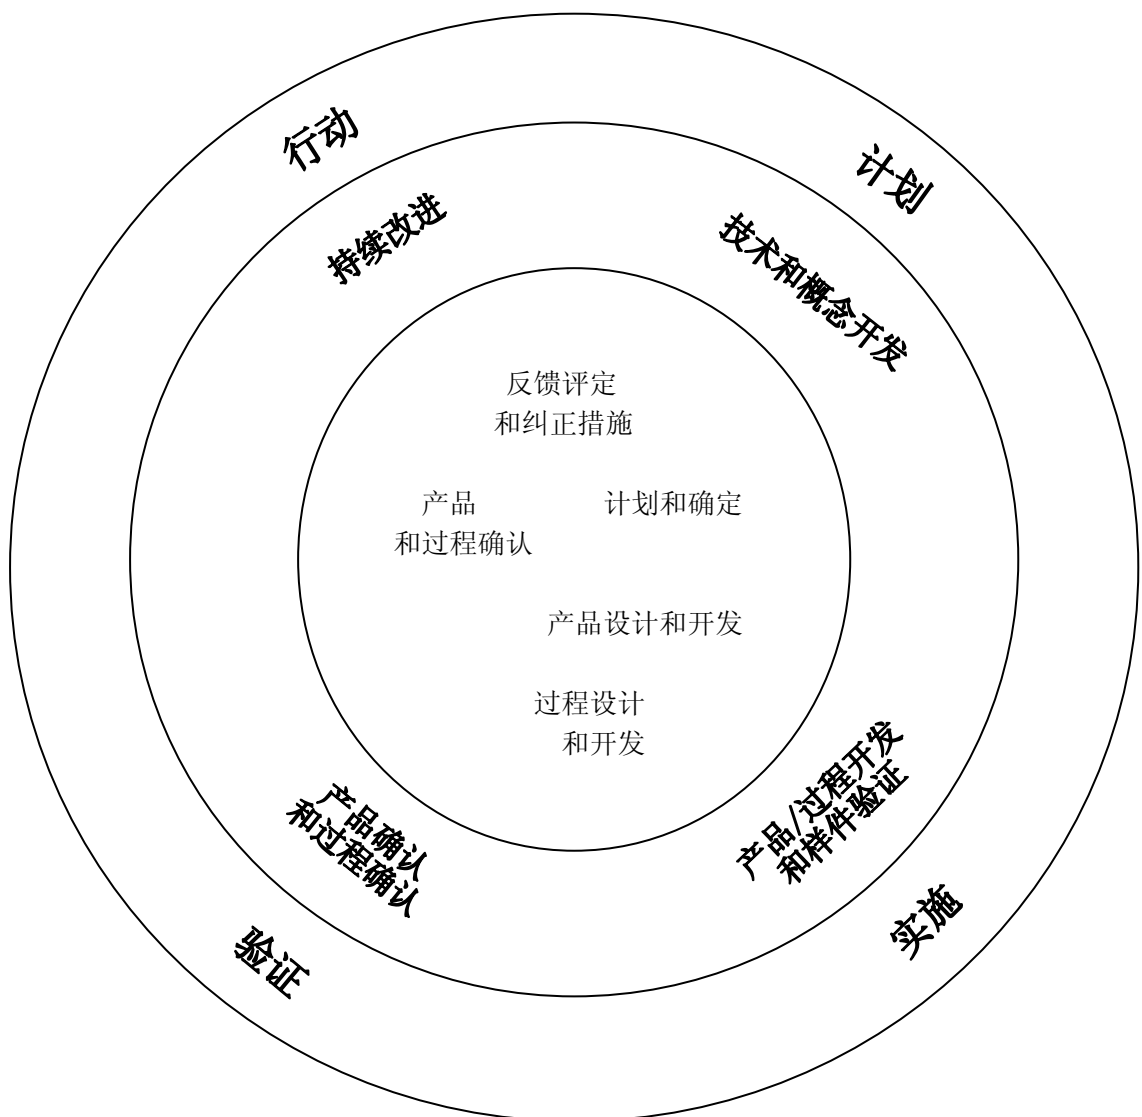 行动
计划
持续改进
技术和概念开发
反馈评定
和纠正措施
产品
和过程确认
计划和确定
产品设计和开发
过程设计
和开发
产品确认
和过程确认
产品/过程开发
和样件验证
验证
实施